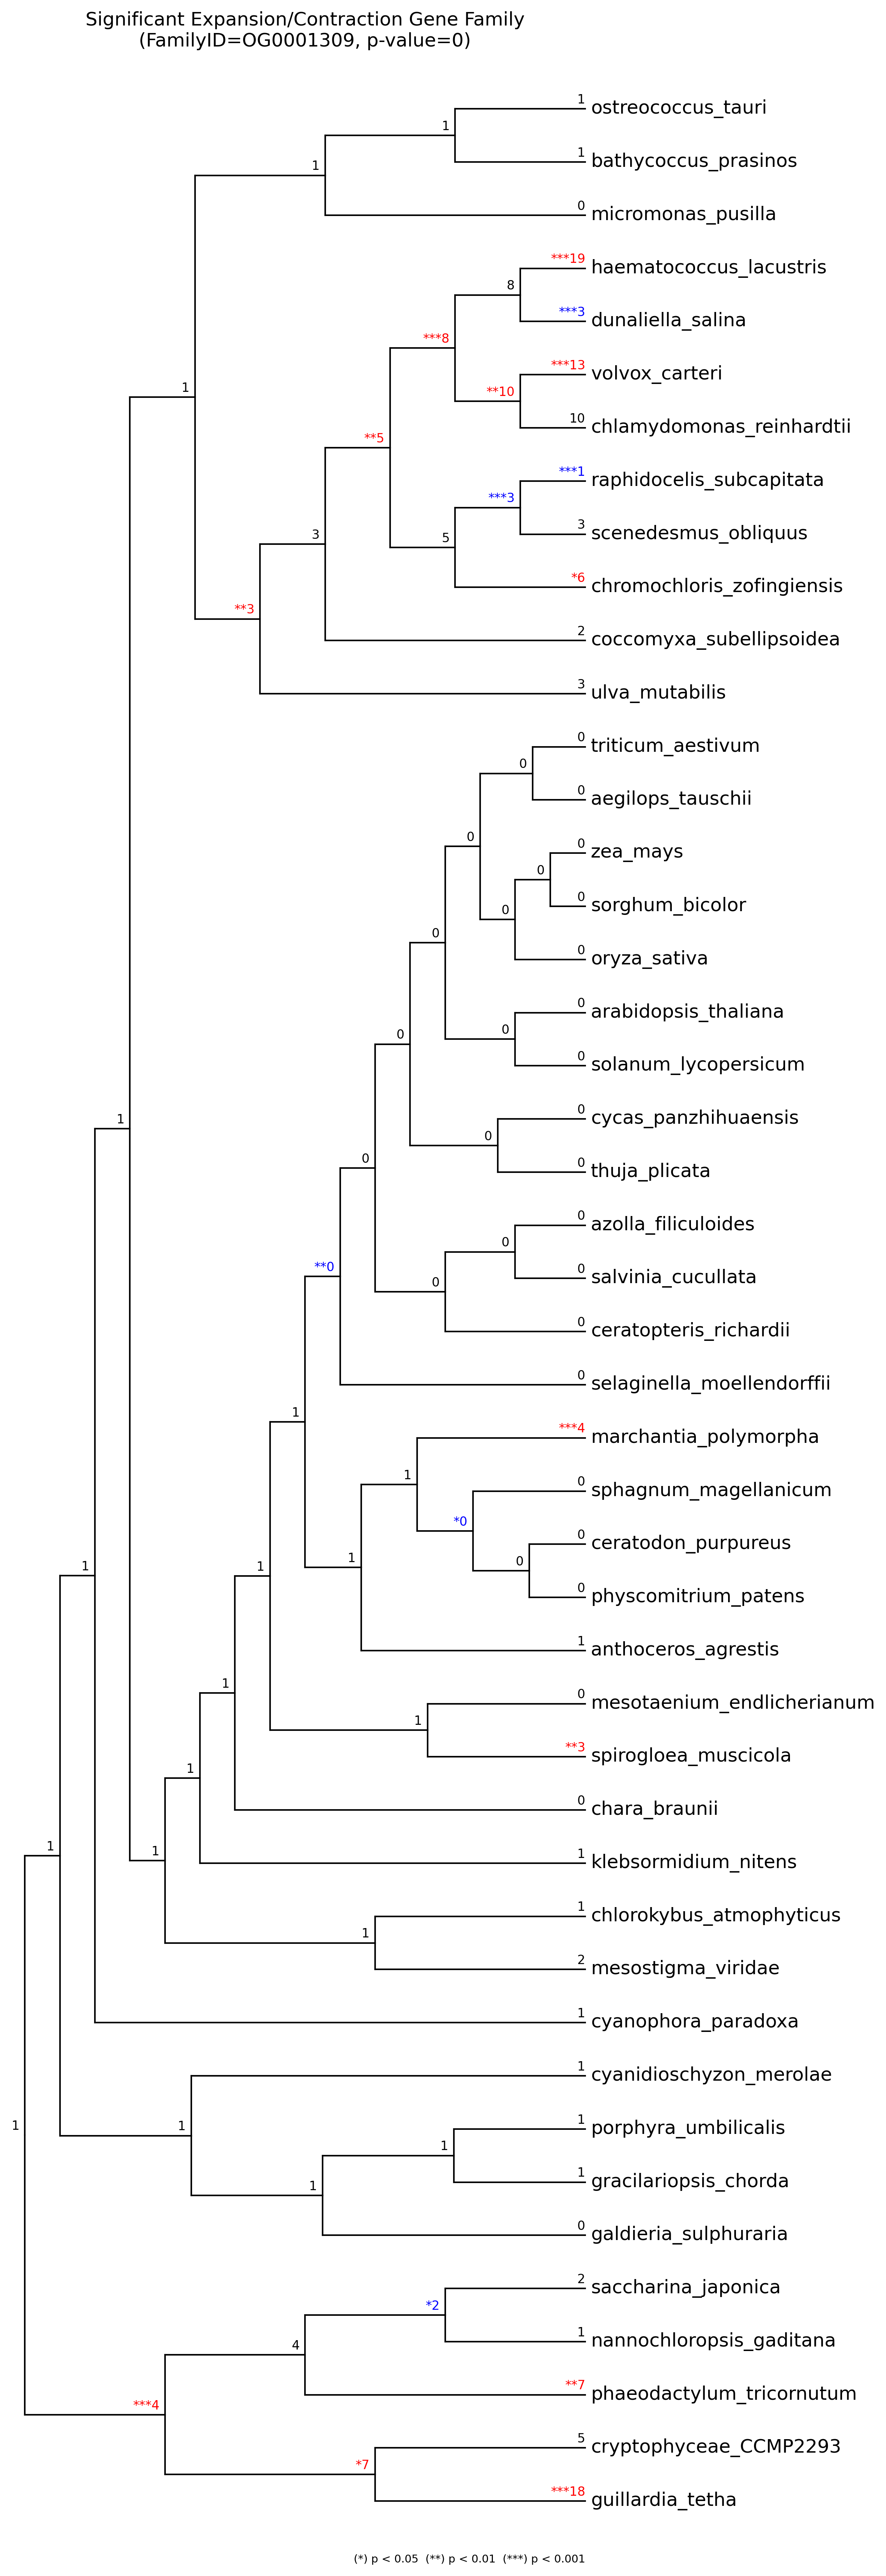 Significant Expansion/Contraction Gene Family
(FamilyID=OG0001309, p-value=0)
1
ostreococcus_tauri
1
1
bathycoccus_prasinos
1
0
micromonas_pusilla
***19
haematococcus_lacustris
8
***3
dunaliella_salina
***8
***13
volvox_carteri
**10
1
10
chlamydomonas_reinhardtii
**5
***1
raphidocelis_subcapitata
***3
3
scenedesmus_obliquus
3
5
*6
chromochloris_zofingiensis
**3
2
coccomyxa_subellipsoidea
3
ulva_mutabilis
0
triticum_aestivum
0
0
aegilops_tauschii
0
0
zea_mays
0
0
sorghum_bicolor
0
0
0
oryza_sativa
0
arabidopsis_thaliana
0
0
0
solanum_lycopersicum
1
0
cycas_panzhihuaensis
0
0
thuja_plicata
0
0
azolla_filiculoides
0
**0
0
salvinia_cucullata
0
0
ceratopteris_richardii
0
selaginella_moellendorffii
1
***4
marchantia_polymorpha
1
0
sphagnum_magellanicum
*0
0
ceratodon_purpureus
1
1
1
0
0
physcomitrium_patens
1
anthoceros_agrestis
1
0
mesotaenium_endlicherianum
1
**3
spirogloea_muscicola
1
0
chara_braunii
1
1
1
klebsormidium_nitens
1
chlorokybus_atmophyticus
1
2
mesostigma_viridae
1
cyanophora_paradoxa
1
cyanidioschyzon_merolae
1
1
1
porphyra_umbilicalis
1
1
gracilariopsis_chorda
1
0
galdieria_sulphuraria
2
saccharina_japonica
*2
1
nannochloropsis_gaditana
4
**7
phaeodactylum_tricornutum
***4
5
cryptophyceae_CCMP2293
*7
***18
guillardia_tetha
(*) p < 0.05 (**) p < 0.01 (***) p < 0.001